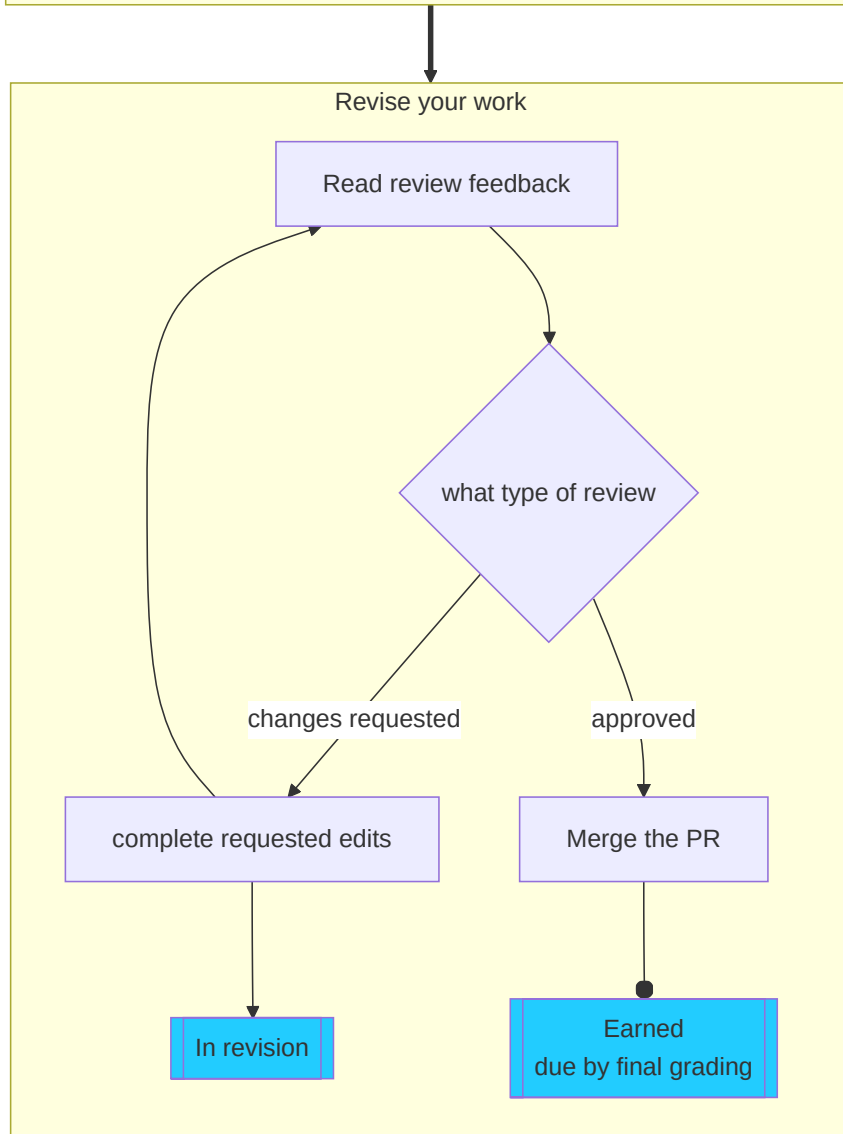 Revise your work
Read review feedback
what type of review
changes requested
approved
complete requested edits
Merge the PR
In revision
Earned
due by final grading